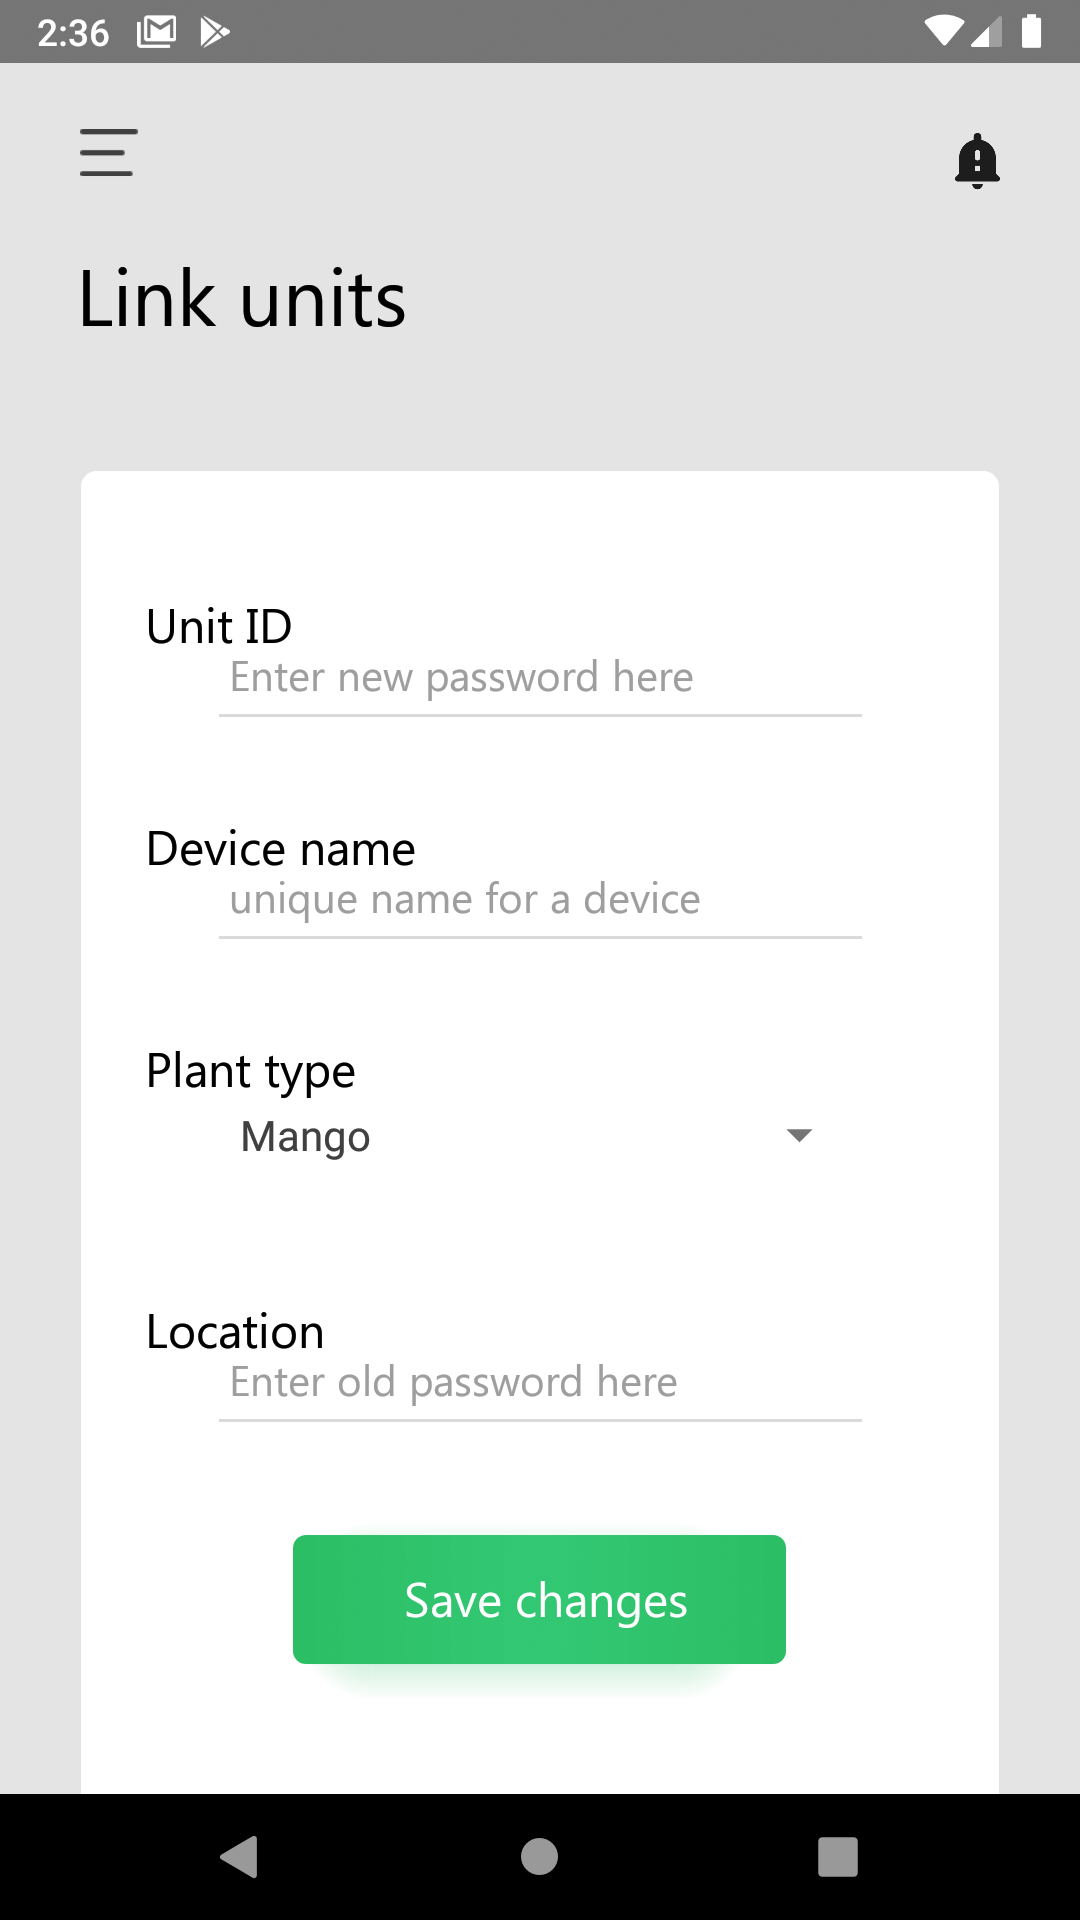 2:36
Link units
Unit ID
Enter new password here
Device name
unique name for a device
Plant type
Mango
Location
Enter old password here
Save changes